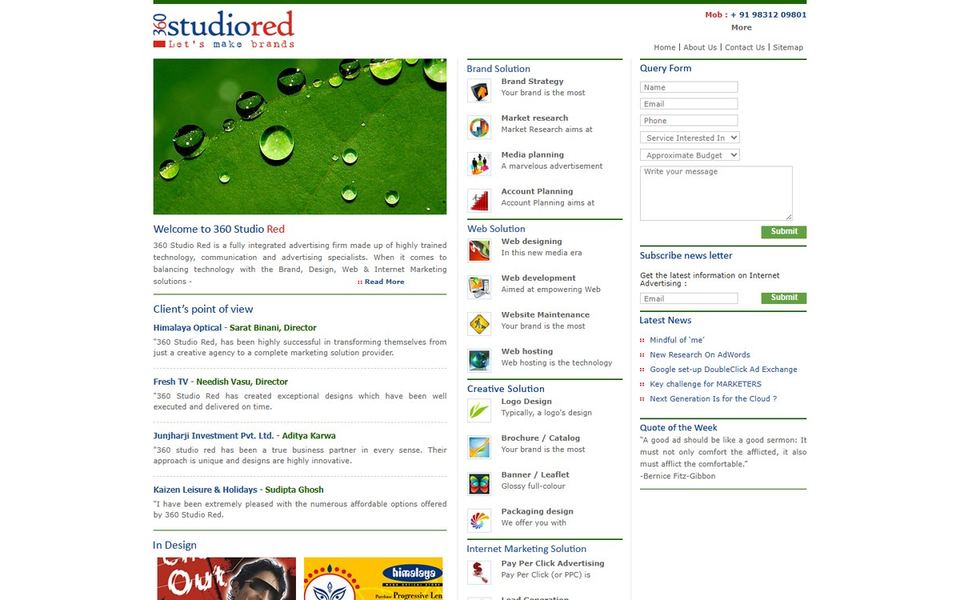 360 studiored
Let's make brands
Mob : + 91 98312 09801
More
Home | About Us | Contact Us | Sitemap
Welcome to 360 Studio Red
360 Studio Red is a fully integrated advertising firm made up of highly trained
technology, communication and advertising specialists. When it comes to
balancing technology with the Brand, Design, Web & Internet Marketing
solutions -
:: Read More
Client's point of view
Himalaya Optical - Sarat Binani, Director
"360 Studio Red, has been highly successful in transforming themselves from
just a creative agency to a complete marketing solution provider.
Fresh TV - Needish Vasu, Director
"360 Studio Red has created exceptional designs which have been well
executed and delivered on time.
Junjharji Investment Pvt. Ltd. - Aditya Karwa
"360 studio red has been a true business partner in every sense. Their
approach is unique and designs are highly innovative.
Kaizen Leisure & Holidays - Sudipta Ghosh
"I have been extremely pleased with the numerous affordable options offered
by 360 Studio Red.
In Design
Out
himalaya
Purchase Progressive Len
Brand Solution
Brand Strategy
Your brand is the most
Market research
Market Research aims at
Media planning
A marvelous advertisement
Account Planning
Account Planning aims at
Web Solution
Web designing
In this new media era
Web development
Aimed at empowering Web
Website Maintenance
Your brand is the most
Web hosting
Web hosting is the technology
Creative Solution
Logo Design
Typically, a logo's design
Brochure / Catalog
Your brand is the most
Banner / Leaflet
Glossy full-colour
Packaging design
We offer you with
Internet Marketing Solution
Pay Per Click Advertising
Pay Per Click (or PPC) is
Lead Generation
Query Form
Name
Email
Phone
Service Interested In
Approximate Budget
Write your message
Submit
Subscribe news letter
Get the latest information on Internet
Advertising :
Email
Submit
Latest News
Mindful of 'me'
New Research On AdWords
Google set-up DoubleClick Ad Exchange
Key challenge for MARKETERS
Next Generation Is for the Cloud ?
Quote of the Week
"A good ad should be like a good sermon: It
must not only comfort the afflicted, it also
must afflict the comfortable."
-Bernice Fitz-Gibbon